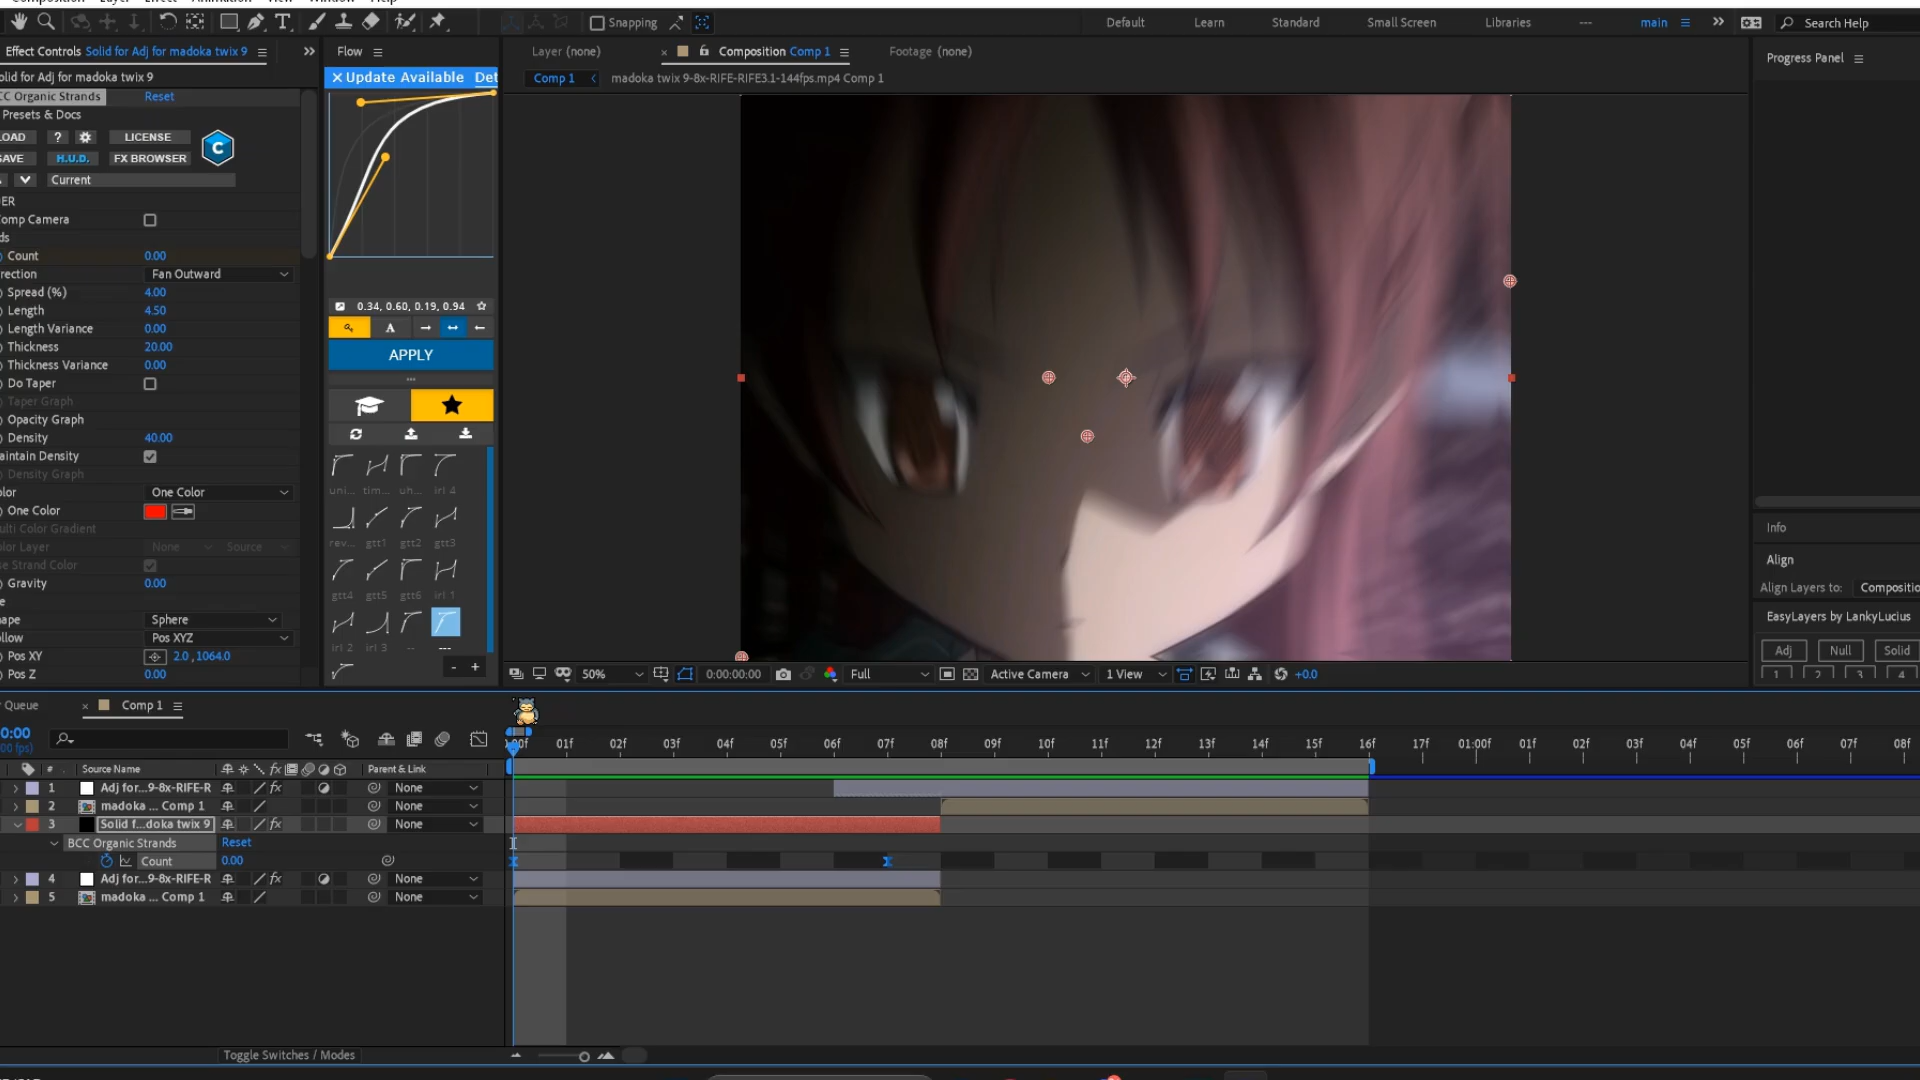 Snapping
Default
Learn
Standard
Small Screen
Libraries
main
Search Help
Effect Controls Solid for Adj for madoka twix 9
olid for Adj for madoka twix 9
CC Organic Strands
Reset
Presets & Docs
OAD
?
LICENSE
C
SAVE
H.U.D.
FX BROWSER
Current
ER
omp Camera
ds
Count 0.00
rection Fan Outward
Spread (%) 4.00
Length 4.50
Length Variance 0.00
Thickness 20.00
Thickness Variance 0.00
Do Taper
Taper Graph
Opacity Graph
Density 40.00
aintain Density
Density Graph
olor One Color
One Color
ulti Color Gradient
olor Layer None Source
se Strand Color
Gravity 0.00
e
ape Sphere
llow Pos XYZ
Pos XY 2.0,1064.0
Pos Z 0.00
Flow
Update Available Det
0.34, 0.60, 0.19, 0.94
A
APPLY
uni... tim... uh... irl 4
rev... gtt1 gtt2 gtt3
gtt4 gtt5 gtt6 irl 1
irl 2 irl 3 -- ---
- +
Layer (none)
Composition Comp 1
Footage (none)
Comp 1
madoka twix 9-8x-RIFE-RIFE3.1-144fps.mp4 Comp 1
50%
0:00:00:00
Full
Active Camera
1 View
+0.0
Progress Panel
Info
Align
Align Layers to: Compositio
EasyLayers by LankyLucius
Adj
Null
Solid
1 2 3 4
Queue
Comp 1
0:00
00 fps)
# Source Name
fx
Parent & Link
:00f 01f 02f 03f 04f 05f 06f 07f 08f 09f 10f 11f 12f 13f 14f 15f 16f 17f 18f 19f 20f 21f 22f 23f 01:00f 01f 02f 03f 04f 05f 06f 07f 08f
1 Adj for...9-8x-RIFE-R fx None
2 madoka ... Comp 1 None
3 Solid f...doka twix 9 fx None
BCC Organic Strands Reset
Count 0.00
4 Adj for...9-8x-RIFE-R fx None
5 madoka ... Comp 1 None
Toggle Switches / Modes